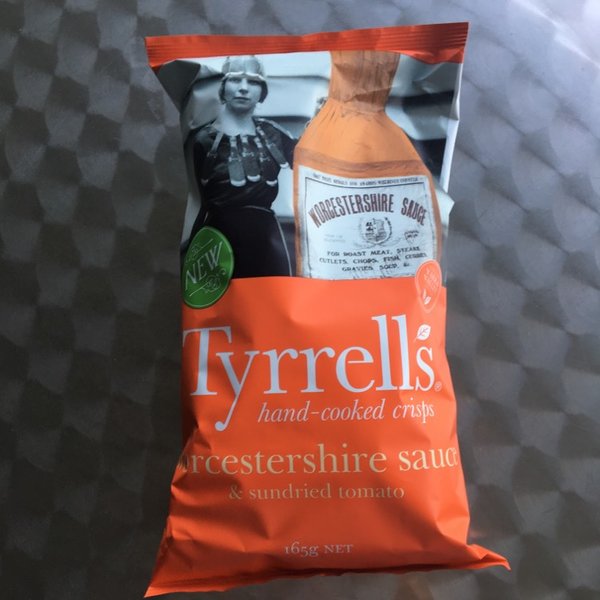 WORCESTERSHIRE SAUCE
FOR ROAST MEAT, STEAKS,
CUTLETS, CHOPS, FISH, CURRIES,
GRAVIES, SOUP, &c
NEW
Tyrrell's
hand-cooked crisps
rcestershire sauc
& sundried tomato
165g NET